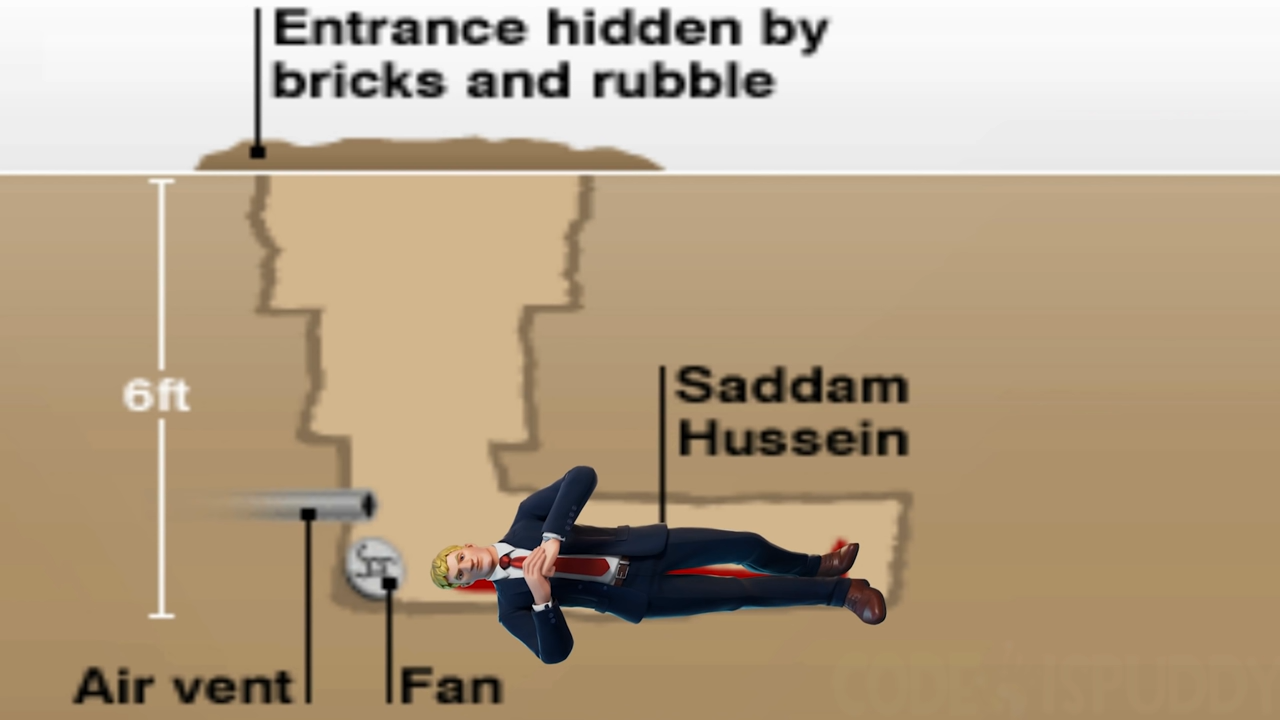 Entrance hidden by
bricks and rubble
6ft
Saddam
Hussein
Air vent
Fan